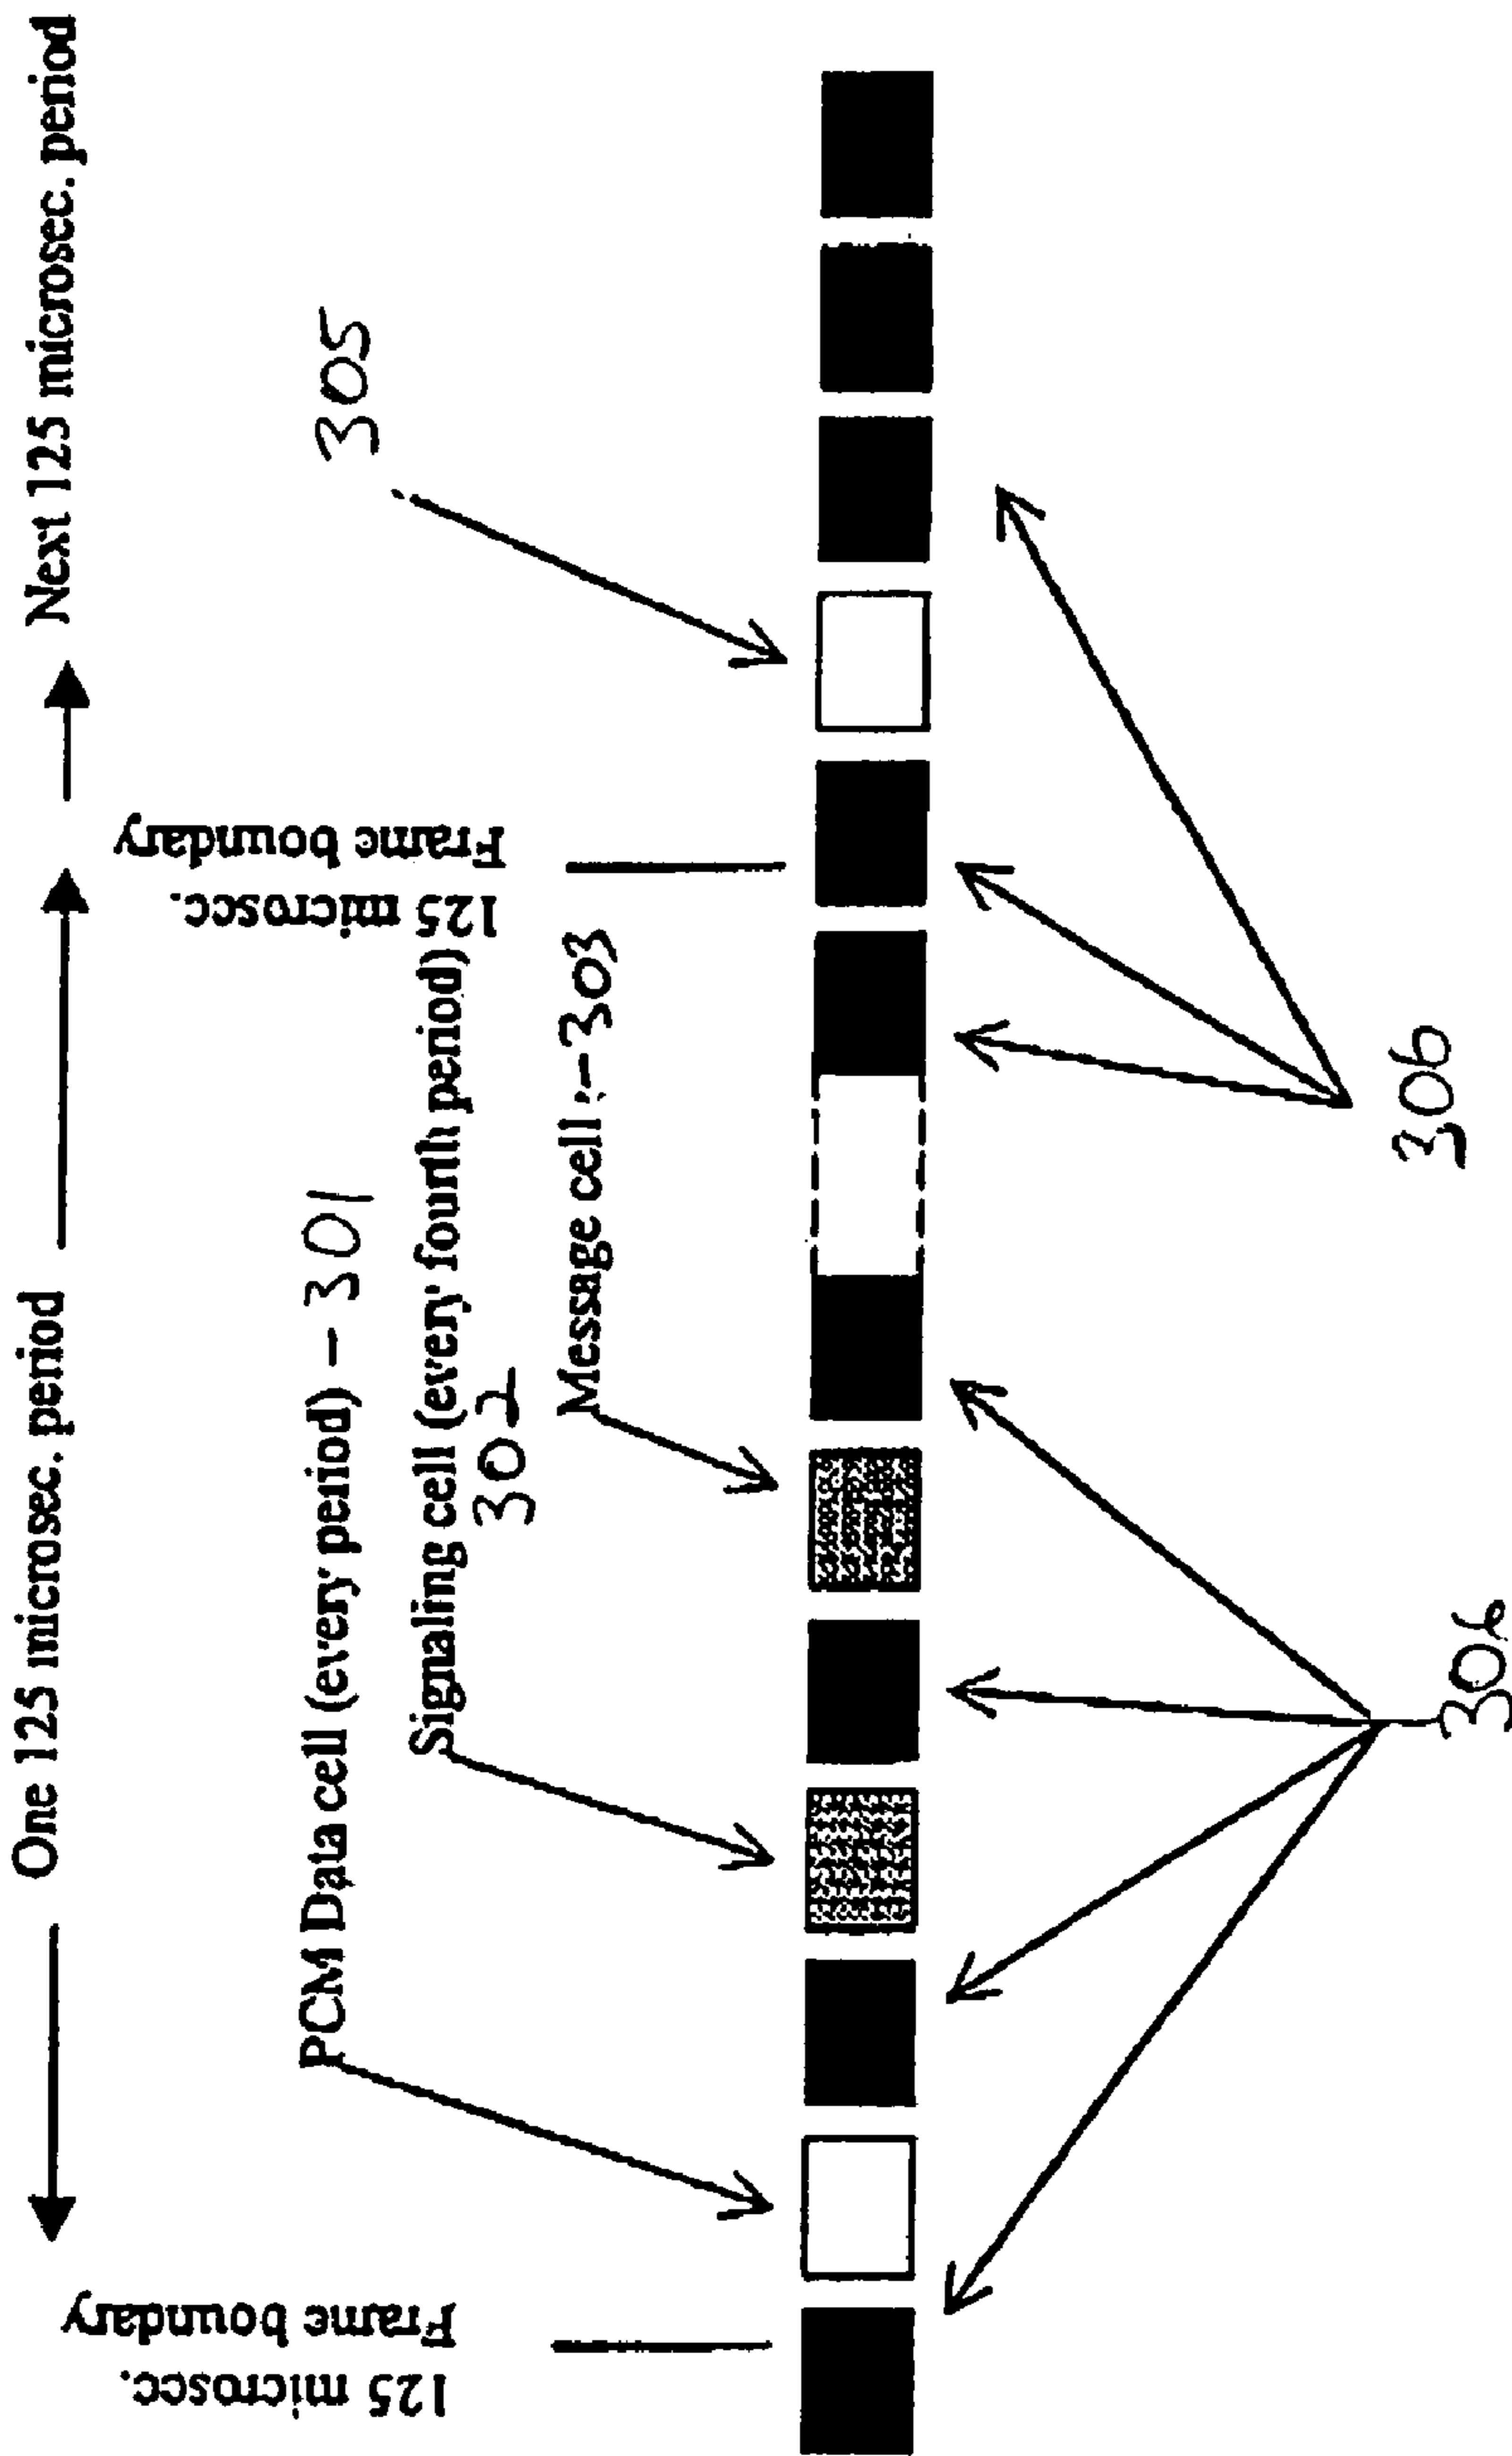 One 125 microsec. period
Next 125 microsec. period
125 microsec.
Frame boundary
125 microsec.
Frame boundary
PCM Data cell (every period) - 301
Signaling cell (every fourth period)
302
Message cell - 303
305
306
306